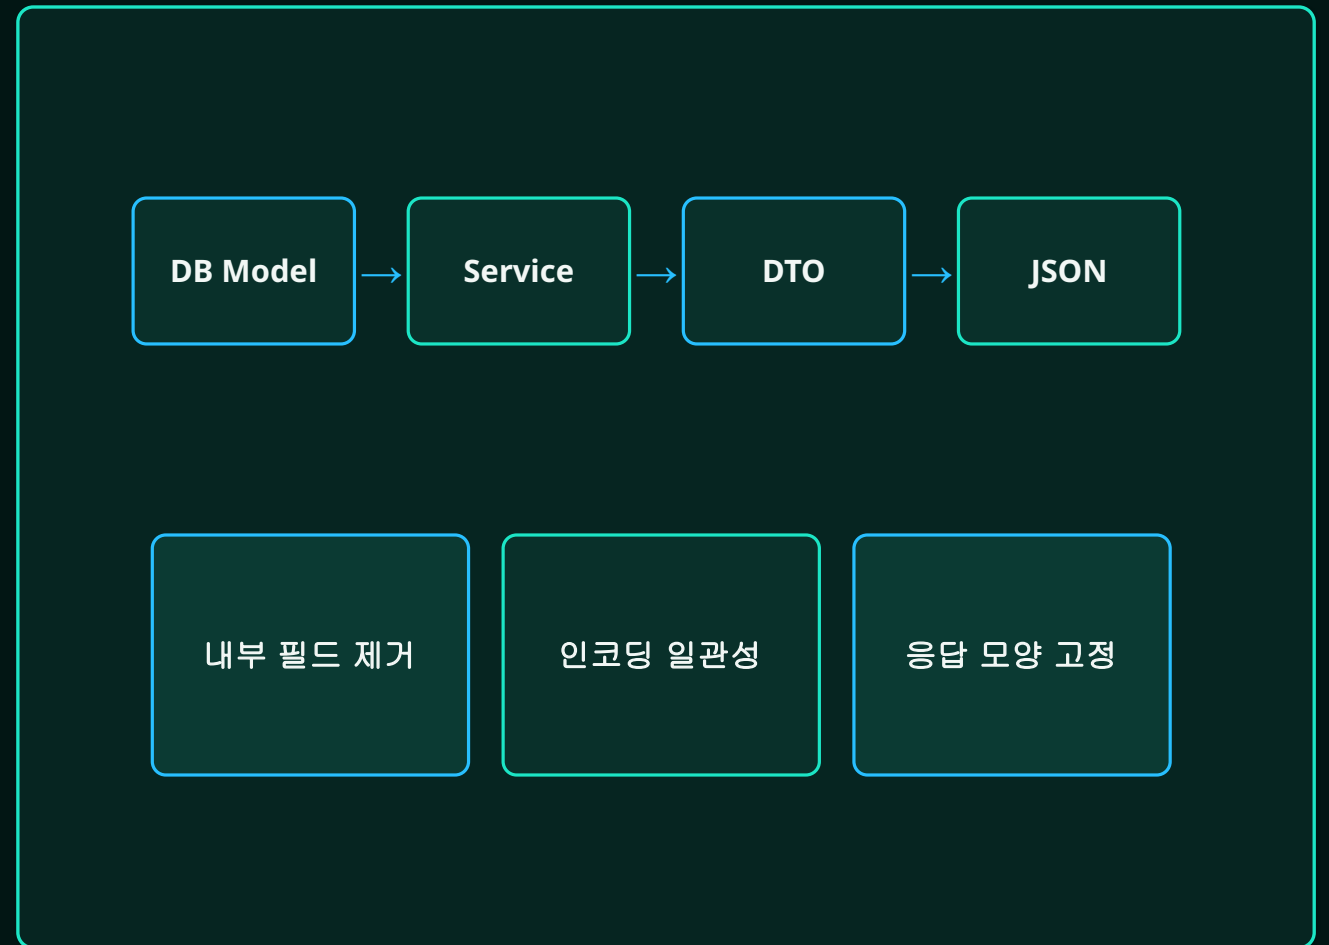 DB Model → Service → DTO → JSON
내부 필드 제거
인코딩 일관성
응답 모양 고정